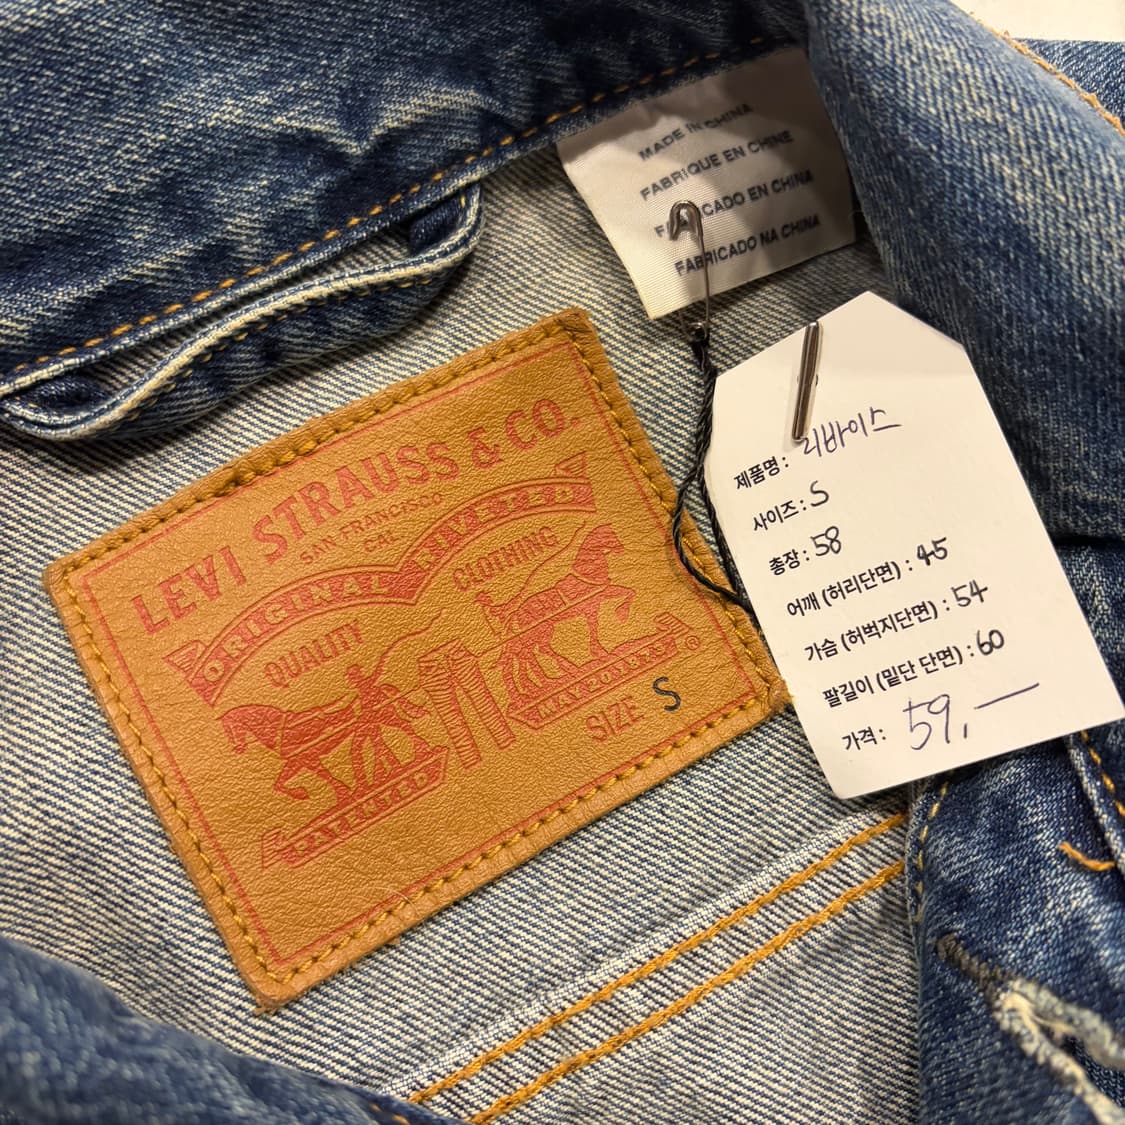 MADE IN CHINA
FABRIQUE EN CHINE
FABRICADO EN CHINA
FABRICADO NA CHINA
LEVI STRAUSS & CO.
SAN FRANCISCO
CAL
ORIGINAL RIVETED
QUALITY CLOTHING
PATENTED MAY 20 1873 ®
SIZE S
제품명: 리바이스
사이즈: S
총장: 58
어깨 (허리단면) : 45
가슴 (허벅지단면) : 54
팔길이 (밑단 단면) : 60
가격: 59,—